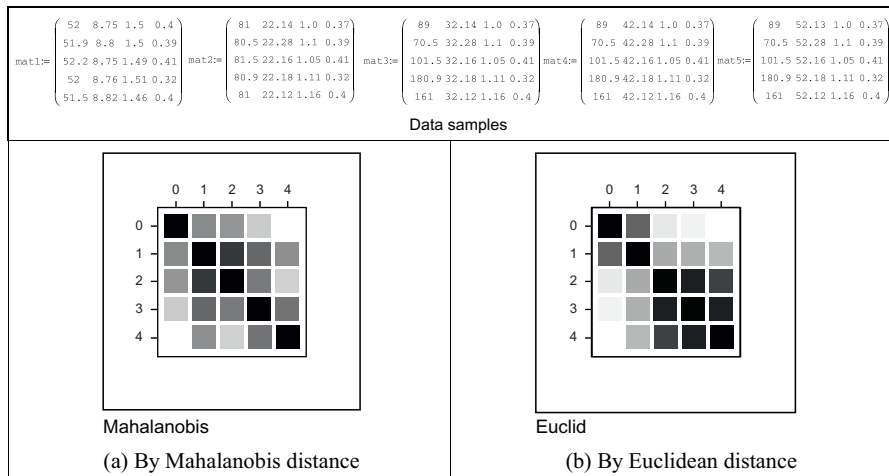 mat1:= ( 52 8.75 1.5 0.4
51.9 8.8 1.5 0.39
52.2 8.75 1.49 0.41
52 8.76 1.51 0.32
51.5 8.82 1.46 0.4 )
mat2:= ( 81 22.14 1.0 0.37
80.5 22.28 1.1 0.39
81.5 22.16 1.05 0.41
80.9 22.18 1.11 0.32
81 22.12 1.16 0.4 )
mat3:= ( 89 32.14 1.0 0.37
70.5 32.28 1.1 0.39
101.5 32.16 1.05 0.41
180.9 32.18 1.11 0.32
161 32.12 1.16 0.4 )
mat4:= ( 89 42.14 1.0 0.37
70.5 42.28 1.1 0.39
101.5 42.16 1.05 0.41
180.9 42.18 1.11 0.32
161 42.12 1.16 0.4 )
mat5:= ( 89 52.13 1.0 0.37
70.5 52.28 1.1 0.39
101.5 52.16 1.05 0.41
180.9 52.18 1.11 0.32
161 52.12 1.16 0.4 )
Data samples
0 1 2 3 4
0
1
2
3
4
Mahalanobis
(a) By Mahalanobis distance
0 1 2 3 4
0
1
2
3
4
Euclid
(b) By Euclidean distance